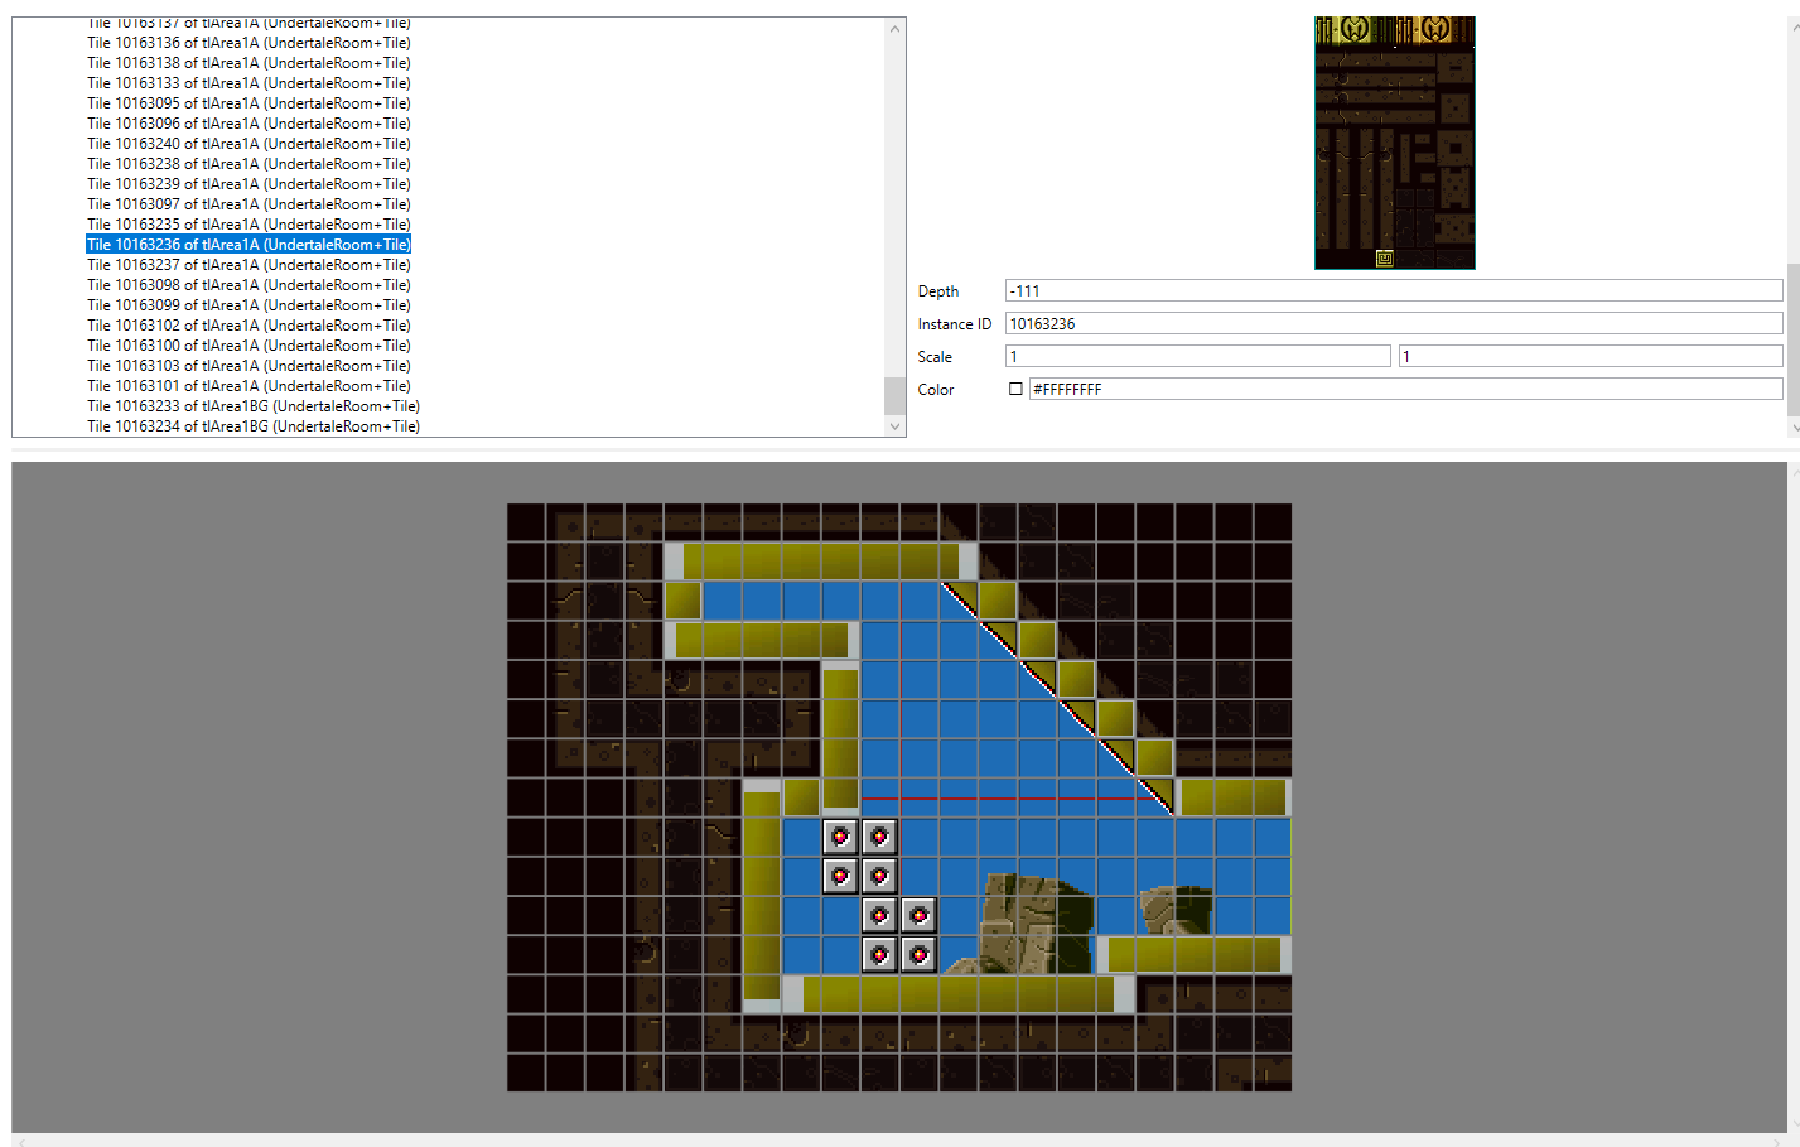 Tile 10163137 of tlArea1A (UndertaleRoom+Tile)
Tile 10163136 of tlArea1A (UndertaleRoom+Tile)
Tile 10163138 of tlArea1A (UndertaleRoom+Tile)
Tile 10163133 of tlArea1A (UndertaleRoom+Tile)
Tile 10163095 of tlArea1A (UndertaleRoom+Tile)
Tile 10163096 of tlArea1A (UndertaleRoom+Tile)
Tile 10163240 of tlArea1A (UndertaleRoom+Tile)
Tile 10163238 of tlArea1A (UndertaleRoom+Tile)
Tile 10163239 of tlArea1A (UndertaleRoom+Tile)
Tile 10163097 of tlArea1A (UndertaleRoom+Tile)
Tile 10163235 of tlArea1A (UndertaleRoom+Tile)
Tile 10163236 of tlArea1A (UndertaleRoom+Tile)
Tile 10163237 of tlArea1A (UndertaleRoom+Tile)
Tile 10163098 of tlArea1A (UndertaleRoom+Tile)
Tile 10163099 of tlArea1A (UndertaleRoom+Tile)
Tile 10163102 of tlArea1A (UndertaleRoom+Tile)
Tile 10163100 of tlArea1A (UndertaleRoom+Tile)
Tile 10163103 of tlArea1A (UndertaleRoom+Tile)
Tile 10163101 of tlArea1A (UndertaleRoom+Tile)
Tile 10163233 of tlArea1BG (UndertaleRoom+Tile)
Tile 10163234 of tlArea1BG (UndertaleRoom+Tile)
Depth -111
Instance ID 10163236
Scale 1 1
Color #FFFFFFFF